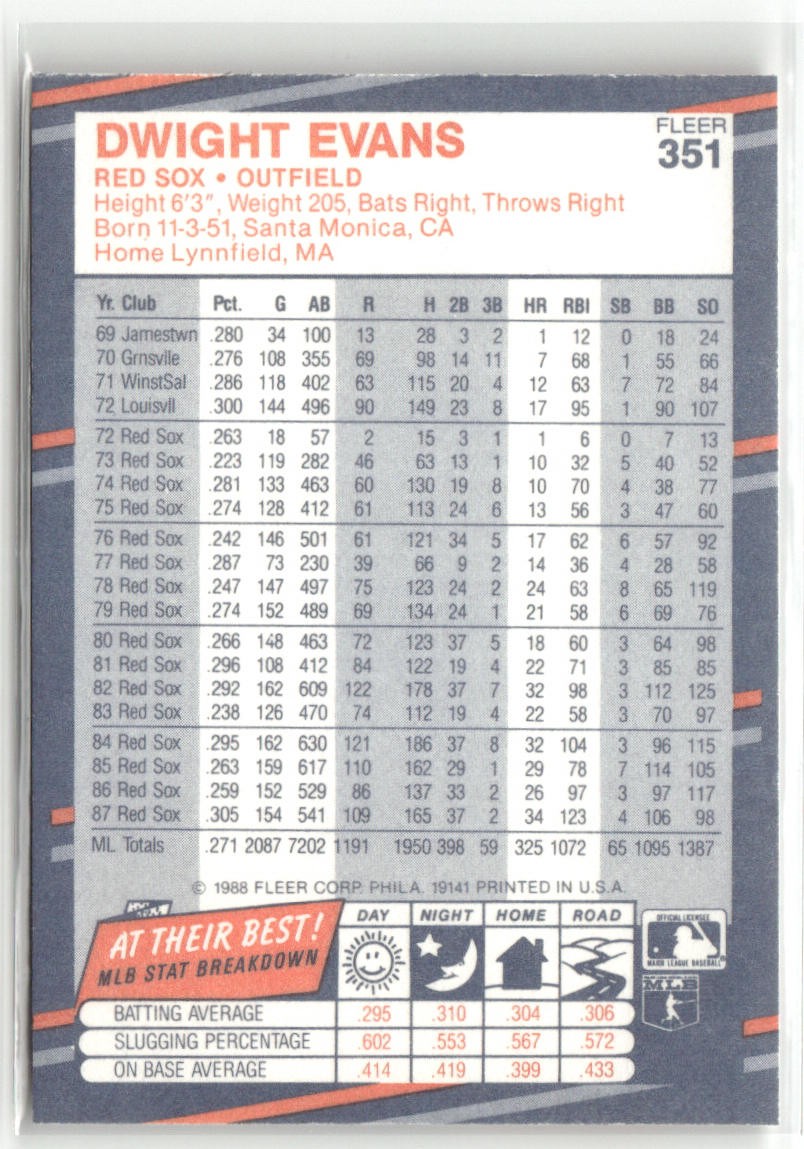 DWIGHT EVANS
FLEER
351
RED SOX • OUTFIELD
Height 6'3", Weight 205, Bats Right, Throws Right
Born 11-3-51, Santa Monica, CA
Home Lynnfield, MA
Yr. Club Pct. G AB R H 2B 3B HR RBI SB BB SO
69 Jamestwn .280 34 100 13 28 3 2 1 12 0 18 24
70 Grnsvlle .276 108 355 69 98 14 11 7 68 1 55 66
71 WinstSal .286 118 402 63 115 20 4 12 63 7 72 84
72 Louisvll .300 144 496 90 149 23 8 17 95 1 90 107
72 Red Sox .263 18 57 2 15 3 1 1 6 0 7 13
73 Red Sox .223 119 282 46 63 13 1 10 32 5 40 52
74 Red Sox .281 133 463 60 130 19 8 10 70 4 38 77
75 Red Sox .274 128 412 61 113 24 6 13 56 3 47 60
76 Red Sox .242 146 501 61 121 34 5 17 62 6 57 92
77 Red Sox .287 73 230 39 66 9 2 14 36 4 28 58
78 Red Sox .247 147 497 75 123 24 2 24 63 8 65 119
79 Red Sox .274 152 489 69 134 24 1 21 58 6 69 76
80 Red Sox .266 148 463 72 123 37 5 18 60 3 64 98
81 Red Sox .296 108 412 84 122 19 4 22 71 3 85 85
82 Red Sox .292 162 609 122 178 37 7 32 98 3 112 125
83 Red Sox .238 126 470 74 112 19 4 22 58 3 70 97
84 Red Sox .295 162 630 121 186 37 8 32 104 3 96 115
85 Red Sox .263 159 617 110 162 29 1 29 78 7 114 105
86 Red Sox .259 152 529 86 137 33 2 26 97 3 97 117
87 Red Sox .305 154 541 109 165 37 2 34 123 4 106 98
ML Totals .271 2087 7202 1191 1950 398 59 325 1072 65 1095 1387
© 1988 FLEER CORP. PHILA. 19141 PRINTED IN U.S.A.
AT THEIR BEST!
MLB STAT BREAKDOWN
DAY NIGHT HOME ROAD
BATTING AVERAGE .295 .310 .304 .306
SLUGGING PERCENTAGE .602 .553 .567 .572
ON BASE AVERAGE .414 .419 .399 .433
OFFICIAL LICENSEE
MAJOR LEAGUE BASEBALL
MLB